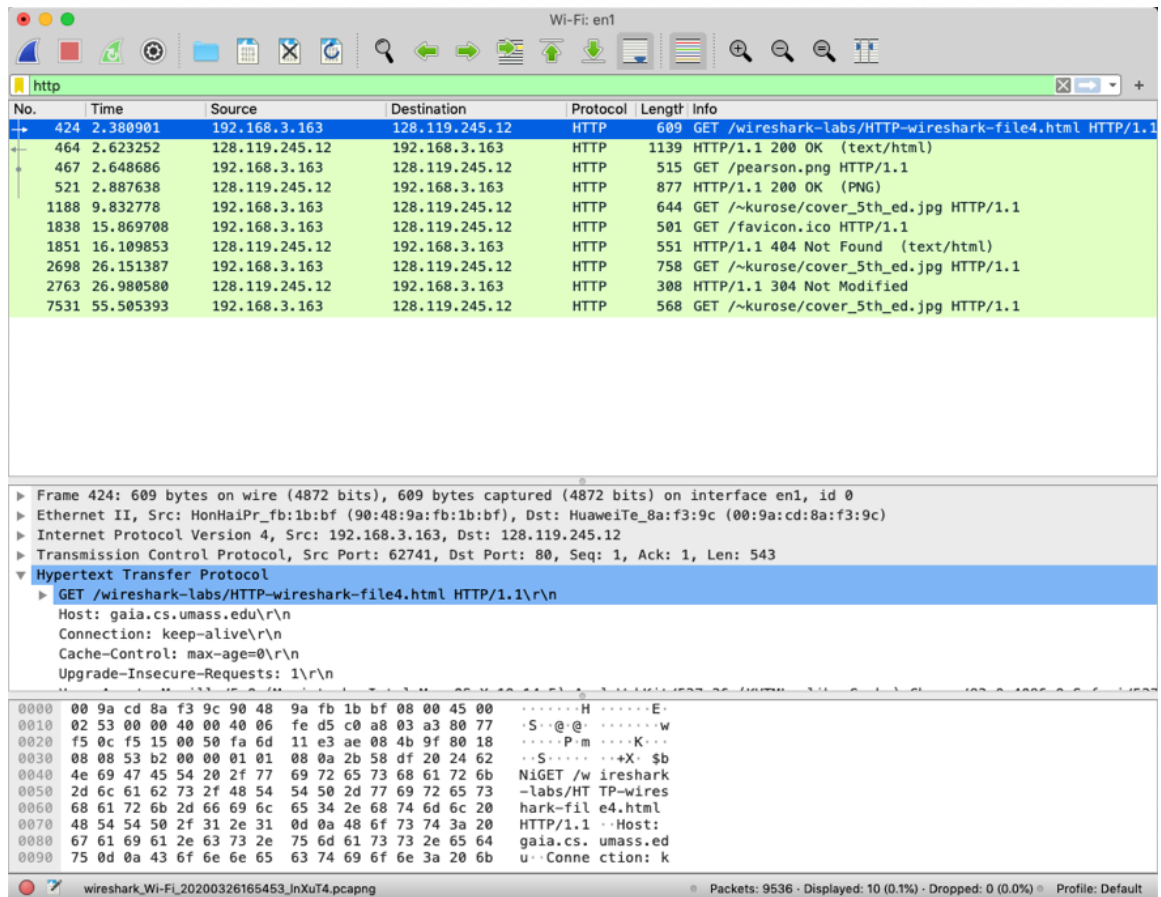 Wi-Fi: en1
http
No. Time Source Destination Protocol Length Info
424 2.380901 192.168.3.163 128.119.245.12 HTTP 609 GET /wireshark-labs/HTTP-wireshark-file4.html HTTP/1.1
464 2.623252 128.119.245.12 192.168.3.163 HTTP 1139 HTTP/1.1 200 OK (text/html)
467 2.648686 192.168.3.163 128.119.245.12 HTTP 515 GET /pearson.png HTTP/1.1
521 2.887638 128.119.245.12 192.168.3.163 HTTP 877 HTTP/1.1 200 OK (PNG)
1188 9.832778 192.168.3.163 128.119.245.12 HTTP 644 GET /~kurose/cover_5th_ed.jpg HTTP/1.1
1838 15.869708 192.168.3.163 128.119.245.12 HTTP 501 GET /favicon.ico HTTP/1.1
1851 16.109853 128.119.245.12 192.168.3.163 HTTP 551 HTTP/1.1 404 Not Found (text/html)
2698 26.151387 192.168.3.163 128.119.245.12 HTTP 758 GET /~kurose/cover_5th_ed.jpg HTTP/1.1
2763 26.980580 128.119.245.12 192.168.3.163 HTTP 308 HTTP/1.1 304 Not Modified
7531 55.505393 192.168.3.163 128.119.245.12 HTTP 568 GET /~kurose/cover_5th_ed.jpg HTTP/1.1
Frame 424: 609 bytes on wire (4872 bits), 609 bytes captured (4872 bits) on interface en1, id 0
Ethernet II, Src: HonHaiPr_fb:1b:bf (90:48:9a:fb:1b:bf), Dst: HuaweiTe_8a:f3:9c (00:9a:cd:8a:f3:9c)
Internet Protocol Version 4, Src: 192.168.3.163, Dst: 128.119.245.12
Transmission Control Protocol, Src Port: 62741, Dst Port: 80, Seq: 1, Ack: 1, Len: 543
Hypertext Transfer Protocol
GET /wireshark-labs/HTTP-wireshark-file4.html HTTP/1.1\r\n
Host: gaia.cs.umass.edu\r\n
Connection: keep-alive\r\n
Cache-Control: max-age=0\r\n
Upgrade-Insecure-Requests: 1\r\n
0000 00 9a cd 8a f3 9c 90 48 9a fb 1b bf 08 00 45 00 ·······H ······E·
0010 02 53 00 00 40 00 40 06 fe d5 c0 a8 03 a3 80 77 ·S··@·@· ·······w
0020 f5 0c f5 15 00 50 fa 6d 11 e3 ae 08 4b 9f 80 18 ·····P·m ····K···
0030 08 08 53 b2 00 00 01 01 08 0a 2b 58 df 20 24 62 ··S····· ··+X· $b
0040 4e 69 47 45 54 20 2f 77 69 72 65 73 68 61 72 6b NiGET /w ireshark
0050 2d 6c 61 62 73 2f 48 54 54 50 2d 77 69 72 65 73 -labs/HT TP-wires
0060 68 61 72 6b 2d 66 69 6c 65 34 2e 68 74 6d 6c 20 hark-fil e4.html
0070 48 54 54 50 2f 31 2e 31 0d 0a 48 6f 73 74 3a 20 HTTP/1.1 ··Host:
0080 67 61 69 61 2e 63 73 2e 75 6d 61 73 73 2e 65 64 gaia.cs. umass.ed
0090 75 0d 0a 43 6f 6e 6e 65 63 74 69 6f 6e 3a 20 6b u··Conne ction: k
wireshark_Wi-Fi_20200326165453_InXuT4.pcapng Packets: 9536 · Displayed: 10 (0.1%) · Dropped: 0 (0.0%) Profile: Default